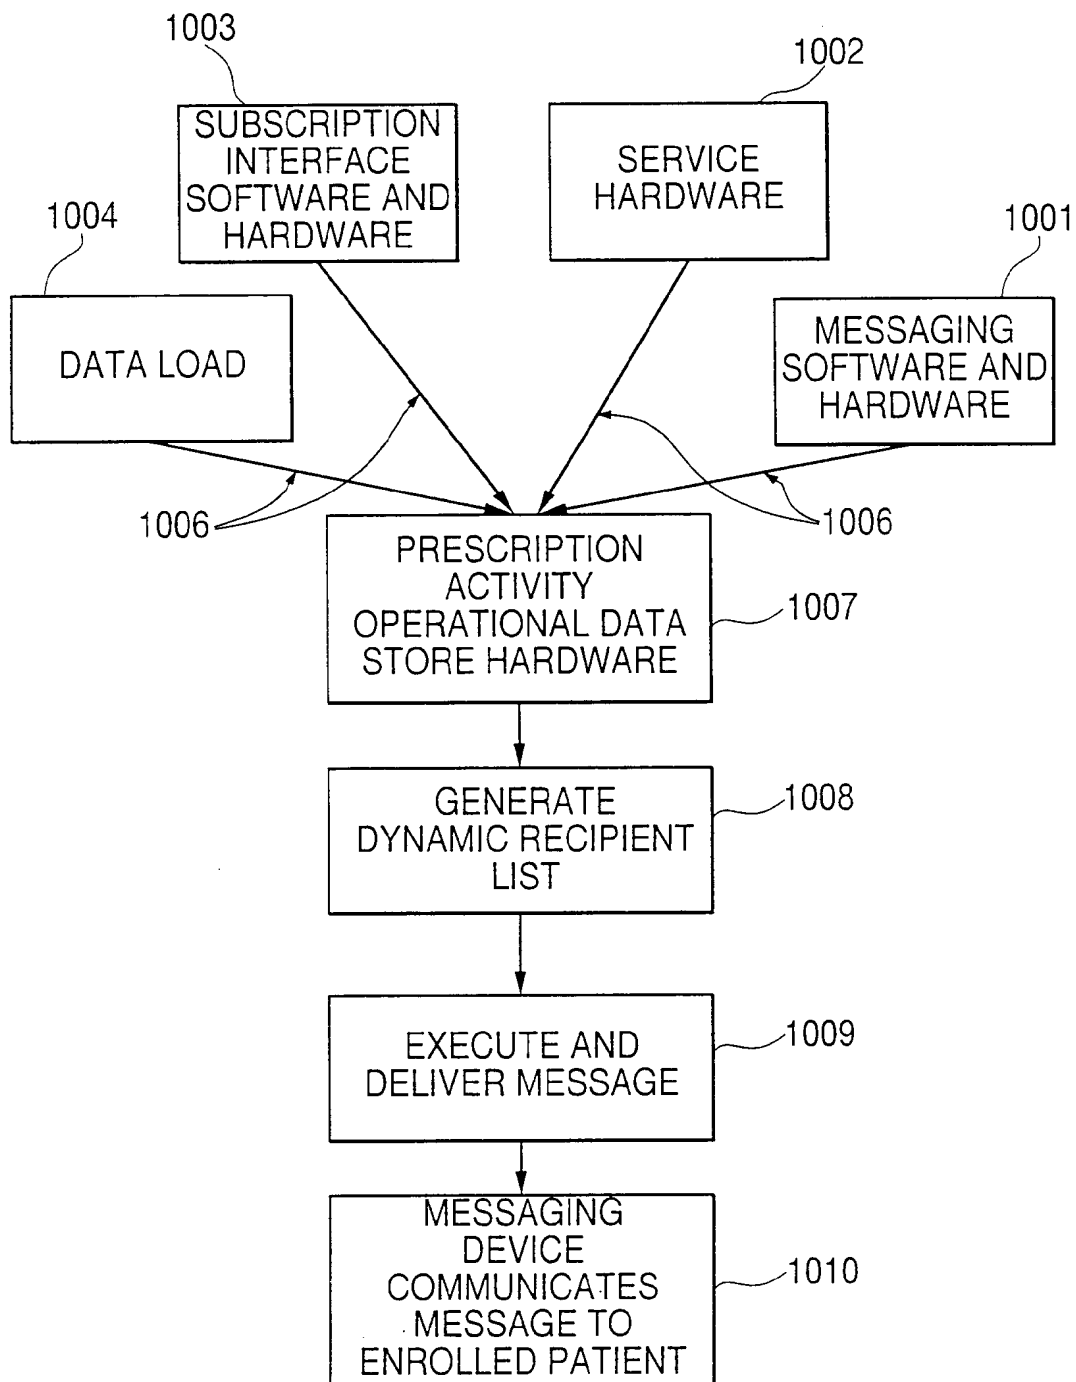 1003
1002
SUBSCRIPTION
INTERFACE
SOFTWARE AND
HARDWARE
SERVICE
HARDWARE
1004
1001
DATA LOAD
MESSAGING
SOFTWARE AND
HARDWARE
1006
1006
PRESCRIPTION
ACTIVITY
OPERATIONAL DATA
STORE HARDWARE
1007
GENERATE
DYNAMIC RECIPIENT
LIST
1008
EXECUTE AND
DELIVER MESSAGE
1009
MESSAGING
DEVICE
COMMUNICATES
MESSAGE TO
ENROLLED PATIENT
1010